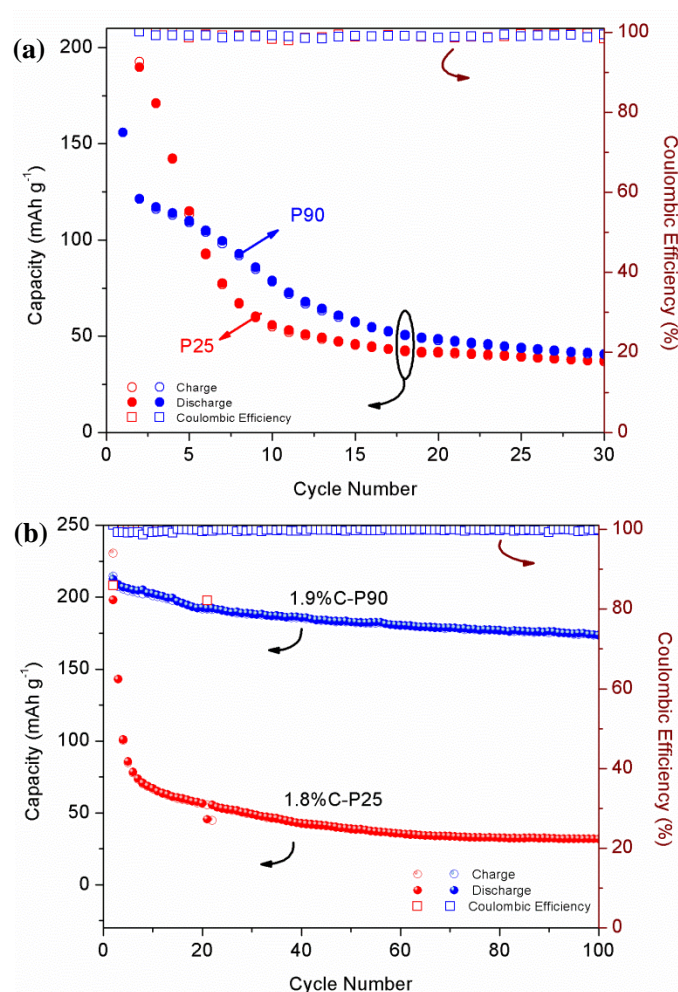 (a)
200
150
100
50
0
Capacity (mAh g-1)
100
80
60
40
20
0
Coulombic Efficiency (%)
P90
P25
Charge
Discharge
Coulombic Efficiency
0 5 10 15 20 25 30
Cycle Number
(b)
250
200
150
100
50
0
Capacity (mAh g-1)
100
80
60
40
20
0
Coulombic Efficiency (%)
1.9%C-P90
1.8%C-P25
Charge
Discharge
Coulombic Efficiency
0 20 40 60 80 100
Cycle Number